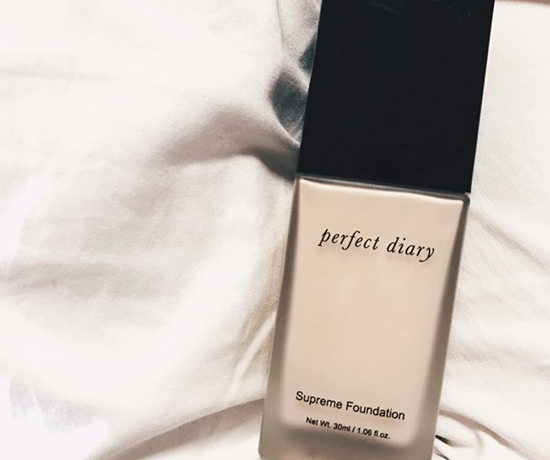 perfect diary
Supreme Foundation
Net Wt. 30ml / 1.06 fl.oz.